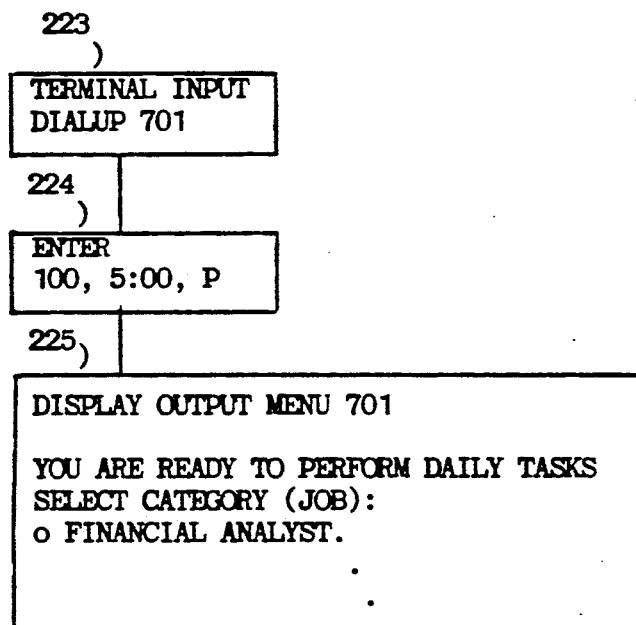 223
)
TERMINAL INPUT
DIALUP 701
224
)
ENTER
100, 5:00, P
225
)
DISPLAY OUTPUT MENU 701
YOU ARE READY TO PERFORM DAILY TASKS
SELECT CATEGORY (JOB):
o FINANCIAL ANALYST.
.
.